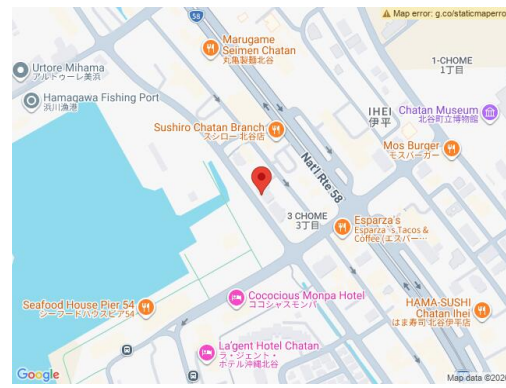 ⚠ Map error: g.co/staticmaperro
58
Marugame
Seimen Chatan
丸亀製麺北谷
1-CHOME
1丁目
Urtore Mihama
アルドゥーレ美浜
Hamagawa Fishing Port
浜川漁港
IHEI
伊平
Chatan Museum
北谷町立博物館
Sushiro Chatan Branch
スシロー 北谷店
Nat'l Rte 58
Mos Burger
モスバーガー
3 CHOME
3丁目
Esparza's
Esparza's Tacos &
Coffee (エスパー…
Cococious Monpa Hotel
ココシャスモンパ
Seafood House Pier 54
シーフードハウスピア54
HAMA-SUSHI
Chatan Ihei
はま寿司 北谷伊平店
La'gent Hotel Chatan
ラ・ジェント・
ホテル沖縄北谷
Google
Map data ©2026